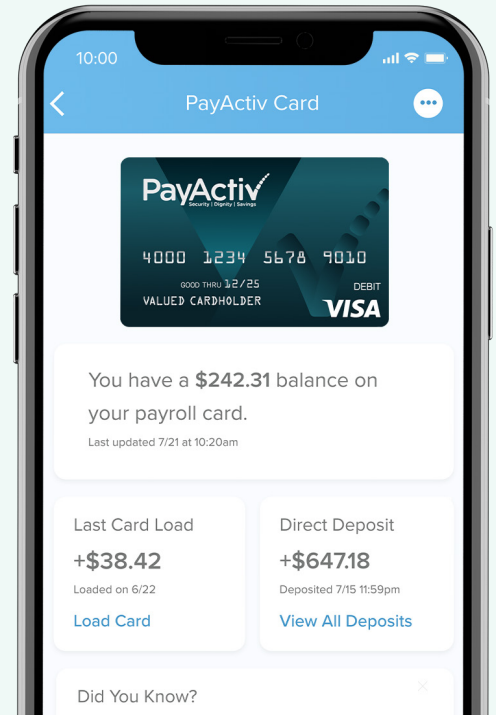 10:00
PayActiv Card
PayActiv
Security | Dignity | Savings
4000 1234 5678 9010
GOOD THRU 12/25
DEBIT
VALUED CARDHOLDER
VISA
You have a $242.31 balance on
your payroll card.
Last updated 7/21 at 10:20am
Last Card Load
+$38.42
Loaded on 6/22
Load Card
Direct Deposit
+$647.18
Deposited 7/15 11:59pm
View All Deposits
Did You Know?